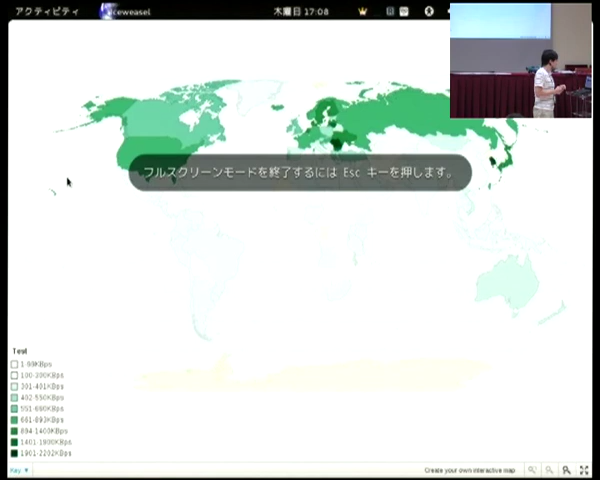 アクティビティ
Iceweasel
木曜日 17:08
フルスクリーンモードを終了するには Esc キーを押します。
Test
1-99KBps
100-300KBps
301-401KBps
402-550KBps
551-660KBps
661-893KBps
894-1400KBps
1401-1900KBps
1901-2202KBps
Key
Create your own interactive map